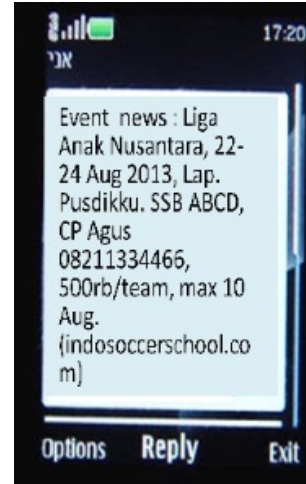 17:20
אני
Event news : Liga
Anak Nusantara, 22-
24 Aug 2013, Lap.
Pusdikku. SSB ABCD,
CP Agus
08211334466,
500rb/team, max 10
Aug.
(indosoccerschool.co
m)
Options Reply Exit